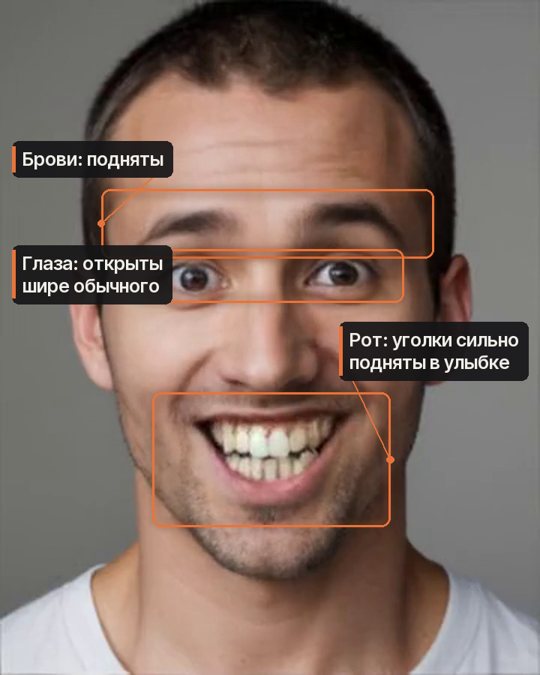 Брови: подняты
Глаза: открыты
шире обычного
Рот: уголки сильно
подняты в улыбке